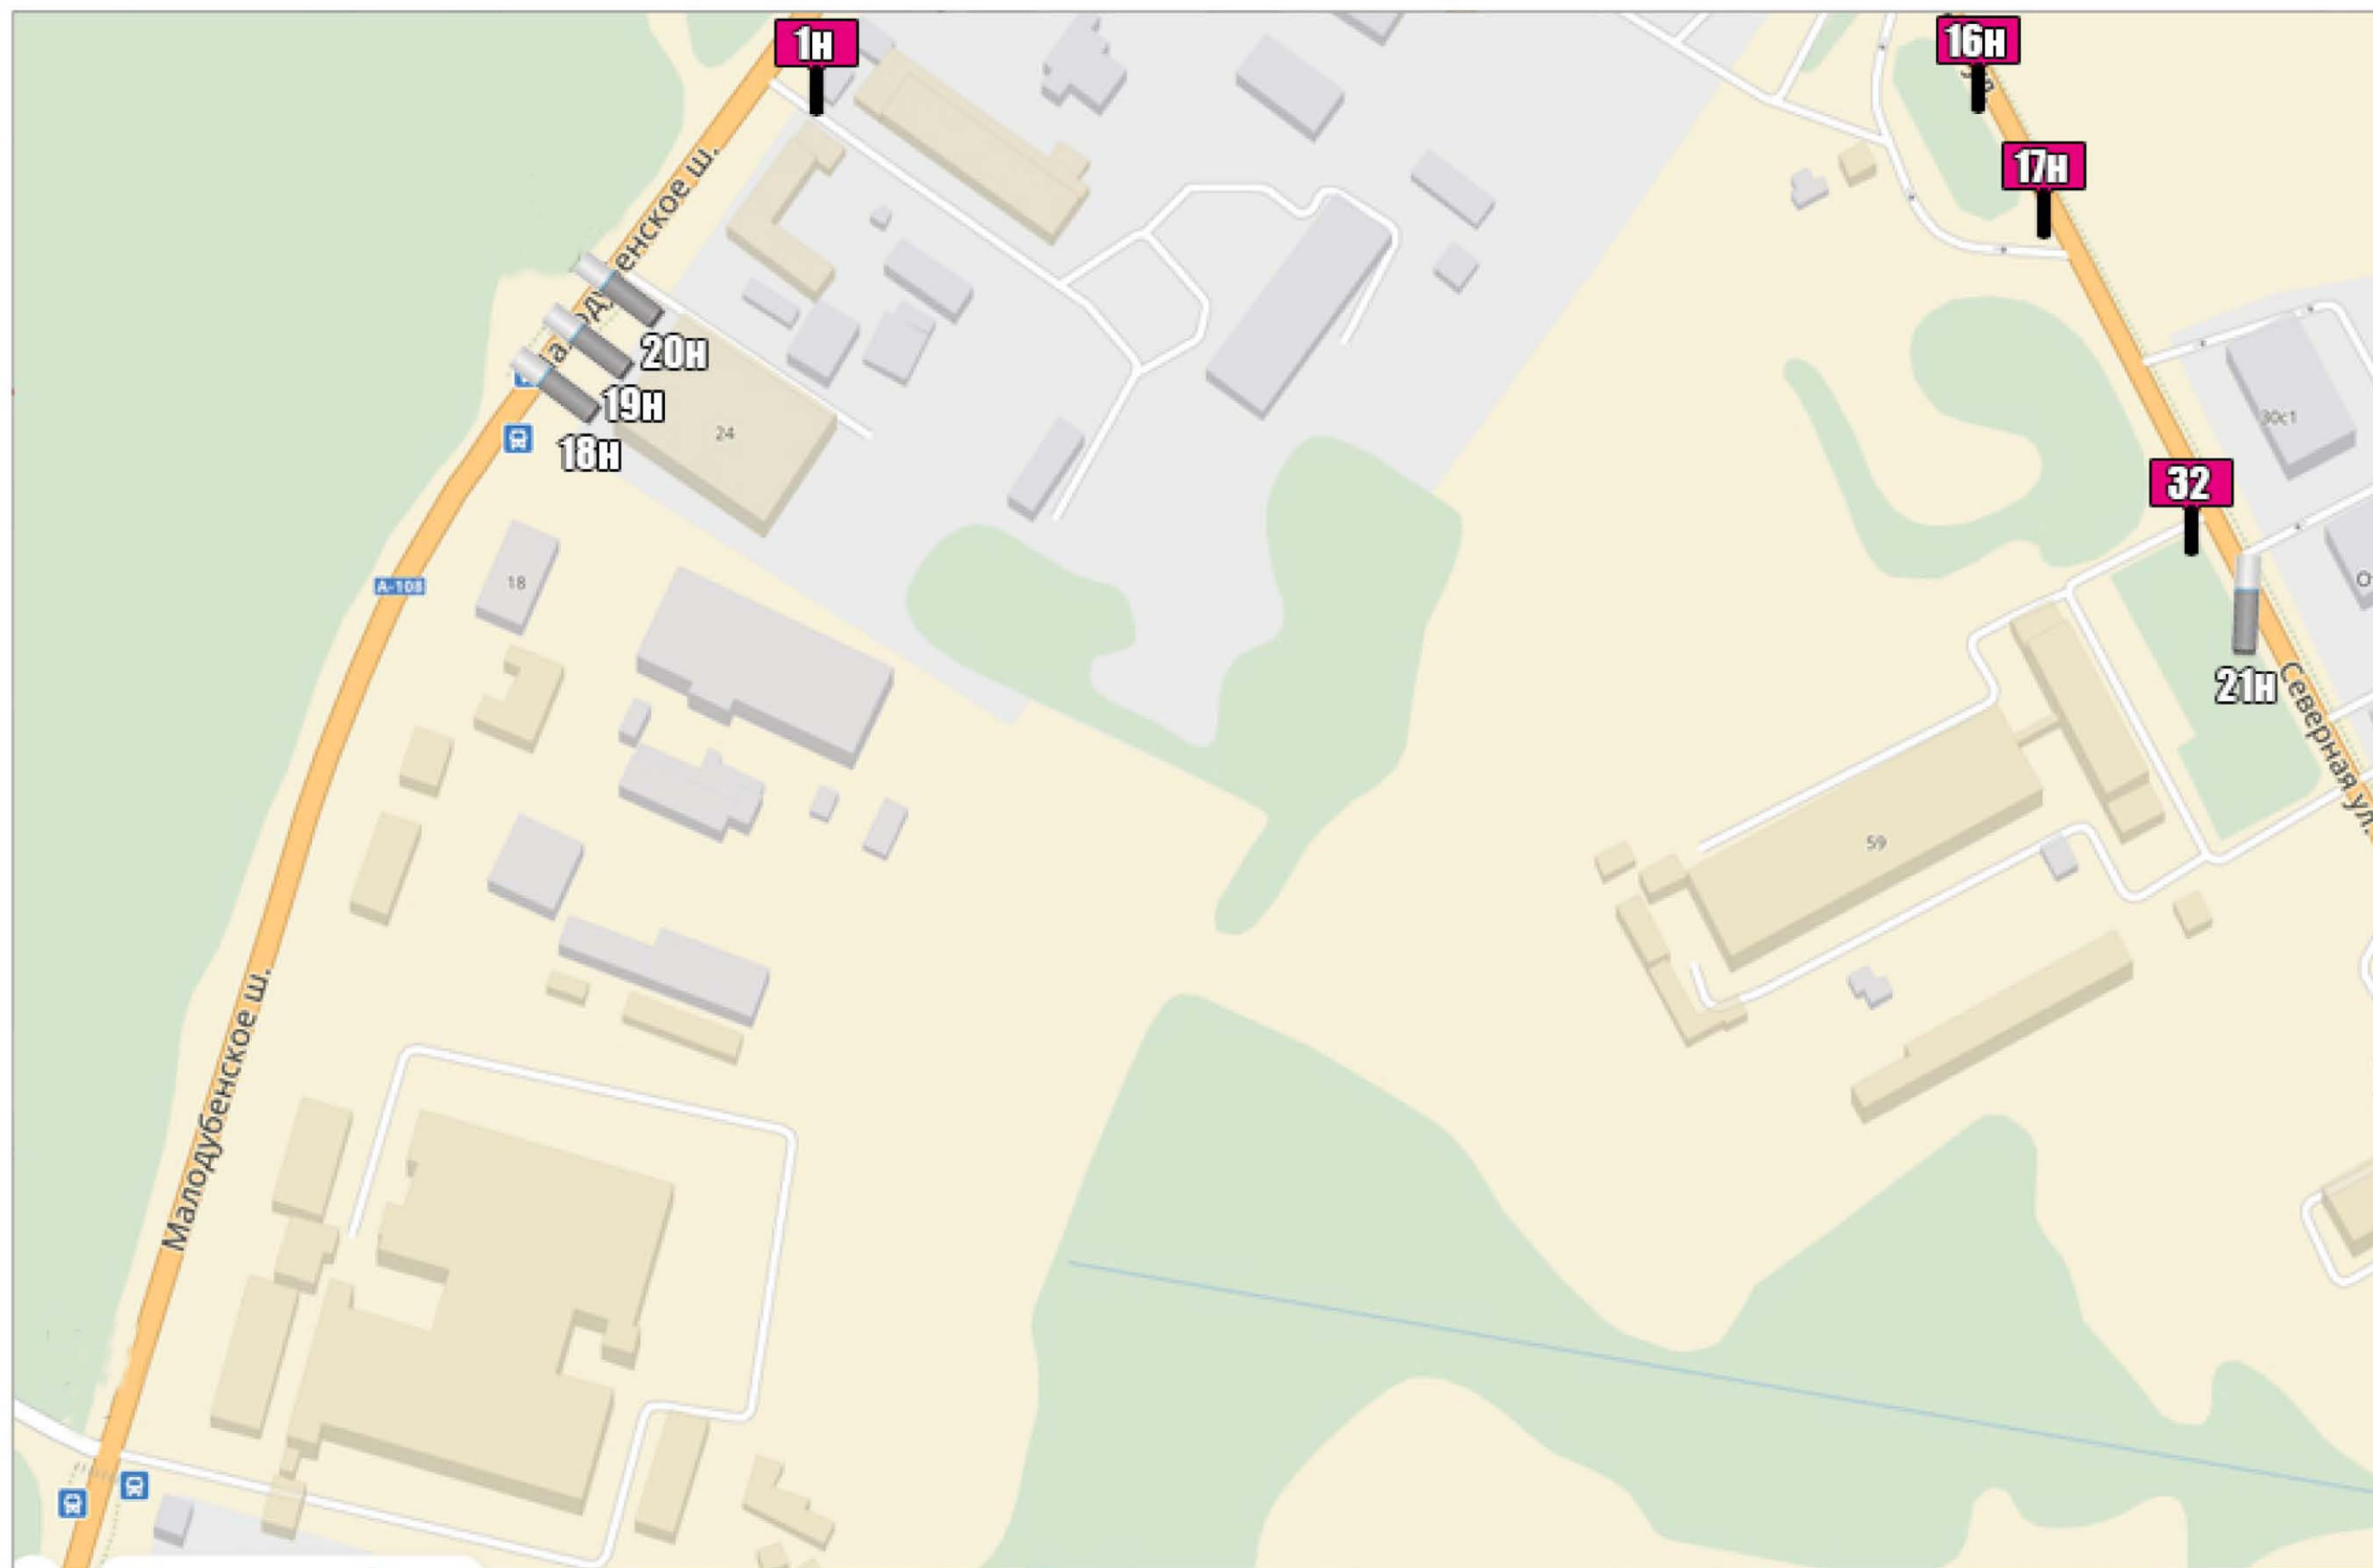 1Н
16Н
17Н
Малодубенское ш.
20Н
19Н
18Н
24
30с1
32
А-108
18
21Н
Северная ул.
59
Малодубенское ш.